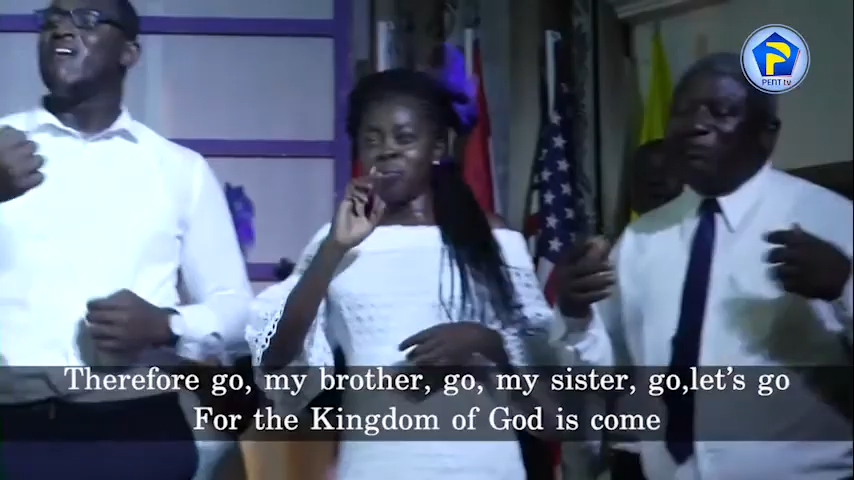 P
PENT tv
Therefore go, my brother, go, my sister, go,let's go
For the Kingdom of God is come